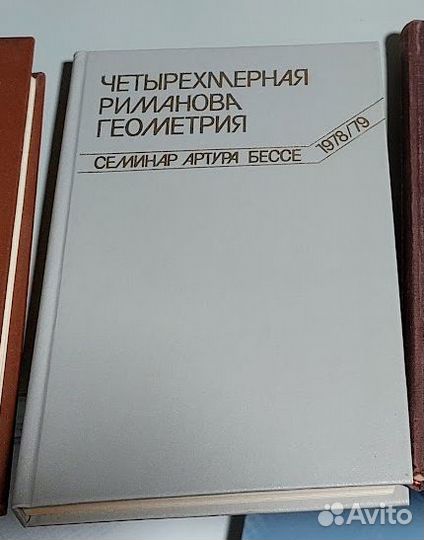 ЧЕТЫРЕХМЕРНАЯ
РИМАНОВА
ГЕОМЕТРИЯ
СЕМИНАР АРТУРА БЕССЕ 1978/79
Avito